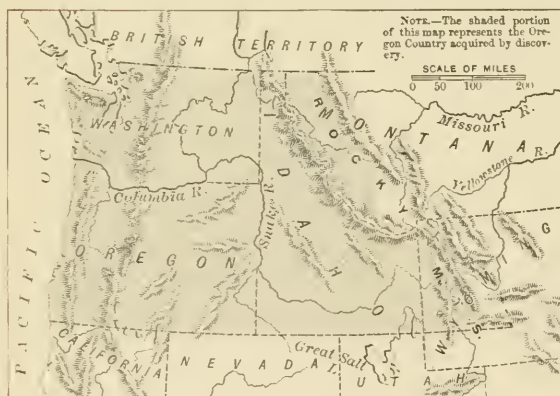 NOTE.—The shaded portion
of this map represents the Ore-
gon Country acquired by discov-
ery.
SCALE OF MILES
0 50 100 200
BRITISH TERRITORY
PACIFIC OCEAN
WASHINGTON
MONTANA
Missouri R.
ROCKY
Yellowstone R.
IDAHO
Columbia R.
Snake R.
OREGON
MTS.
W
G
CALIFORNIA
NEVADA
Great Salt
L.
UTAH